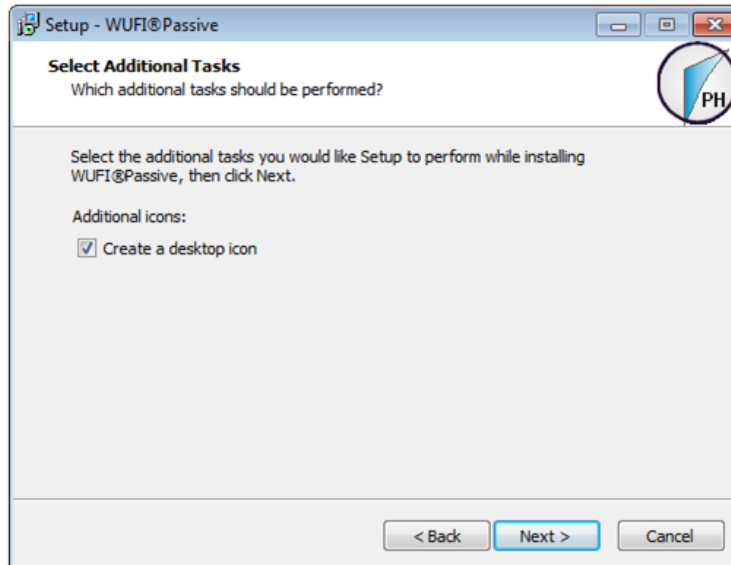 Setup - WUFI®Passive
Select Additional Tasks
Which additional tasks should be performed?
PH
Select the additional tasks you would like Setup to perform while installing
WUFI®Passive, then click Next.
Additional icons:
Create a desktop icon
< Back
Next >
Cancel